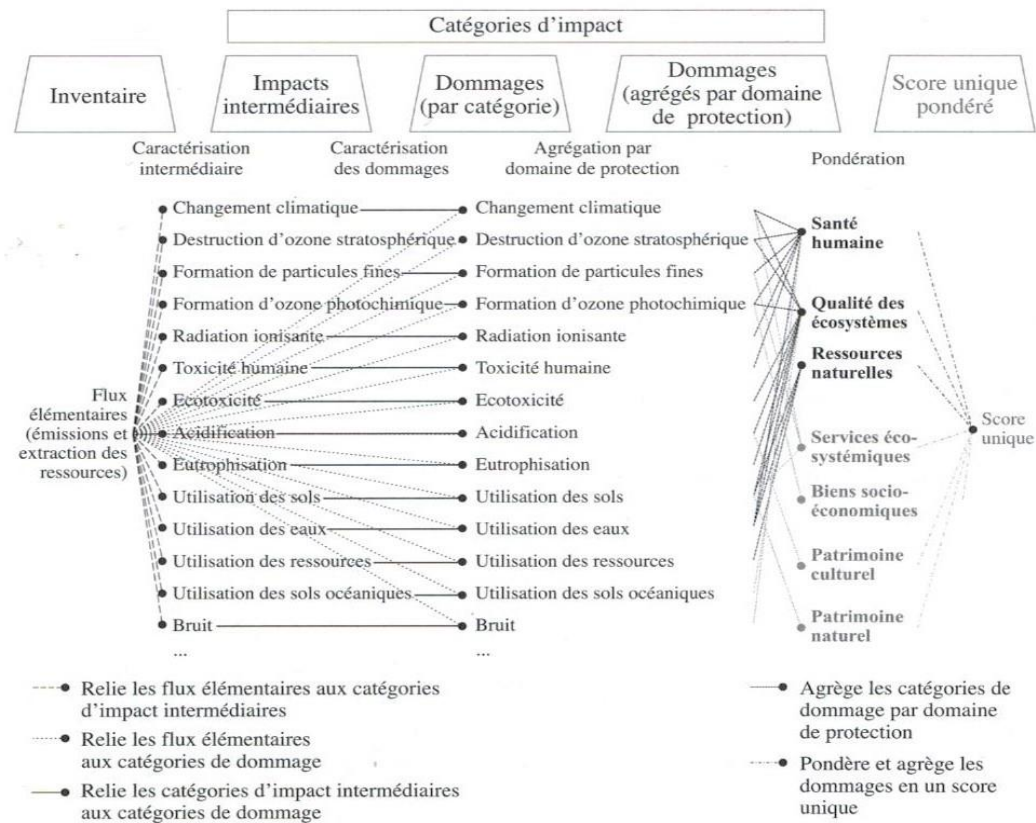 Catégories d'impact
Inventaire
Impacts
intermédiaires
Dommages
(par catégorie)
Dommages
(agrégés par domaine
de protection)
Score unique
pondéré
Caractérisation
intermédiaire
Caractérisation
des dommages
Agrégation par
domaine de protection
Pondération
Flux
élémentaires
(émissions et
extraction des
ressources)
Changement climatique
Destruction d'ozone stratosphérique
Formation de particules fines
Formation d'ozone photochimique
Radiation ionisante
Toxicité humaine
Ecotoxicité
Acidification
Eutrophisation
Utilisation des sols
Utilisation des eaux
Utilisation des ressources
Utilisation des sols océaniques
Bruit
...
Changement climatique
Destruction d'ozone stratosphérique
Formation de particules fines
Formation d'ozone photochimique
Radiation ionisante
Toxicité humaine
Ecotoxicité
Acidification
Eutrophisation
Utilisation des sols
Utilisation des eaux
Utilisation des ressources
Utilisation des sols océaniques
Bruit
...
Santé
humaine
Qualité des
écosystèmes
Ressources
naturelles
Services éco-
systémiques
Biens socio-
économiques
Patrimoine
culturel
Patrimoine
naturel
Score
unique
Relie les flux élémentaires aux catégories
d'impact intermédiaires
Relie les flux élémentaires
aux catégories de dommage
Relie les catégories d'impact intermédiaires
aux catégories de dommage
Agrège les catégories de
dommage par domaine
de protection
Pondère et agrège les
dommages en un score
unique